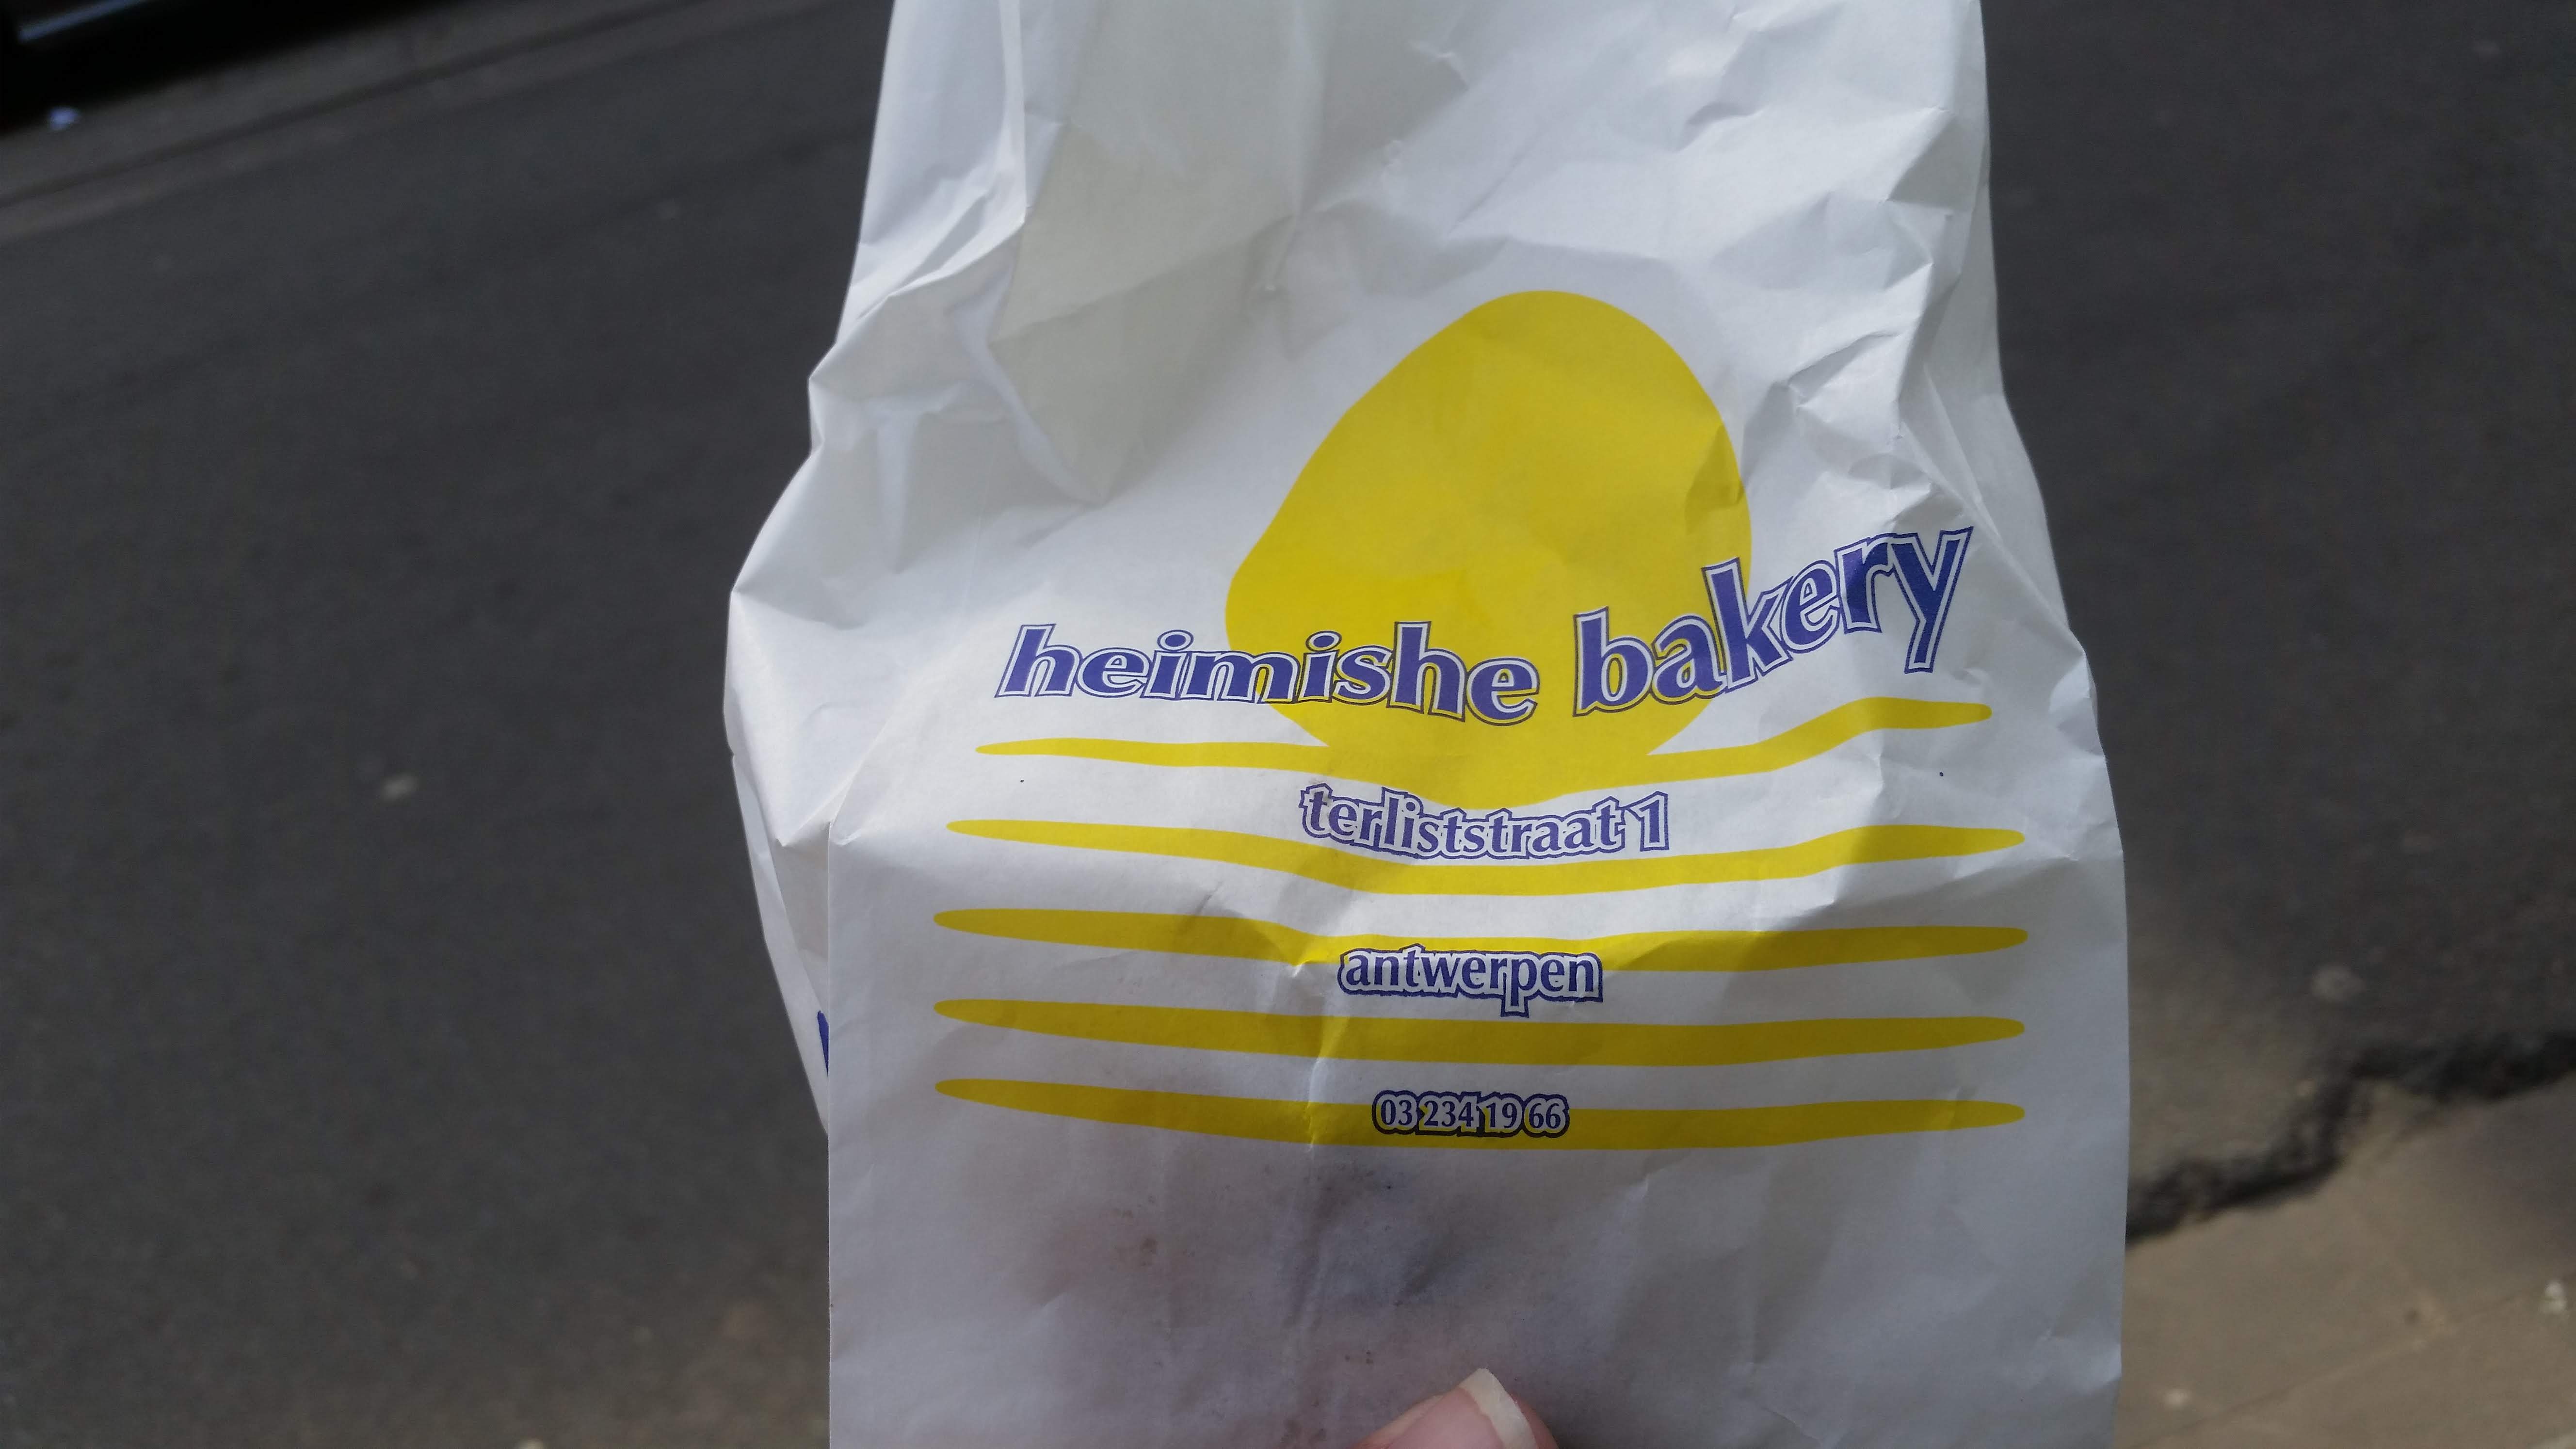 heimishe bakery
terliststraat 1
antwerpen
03 234 19 66